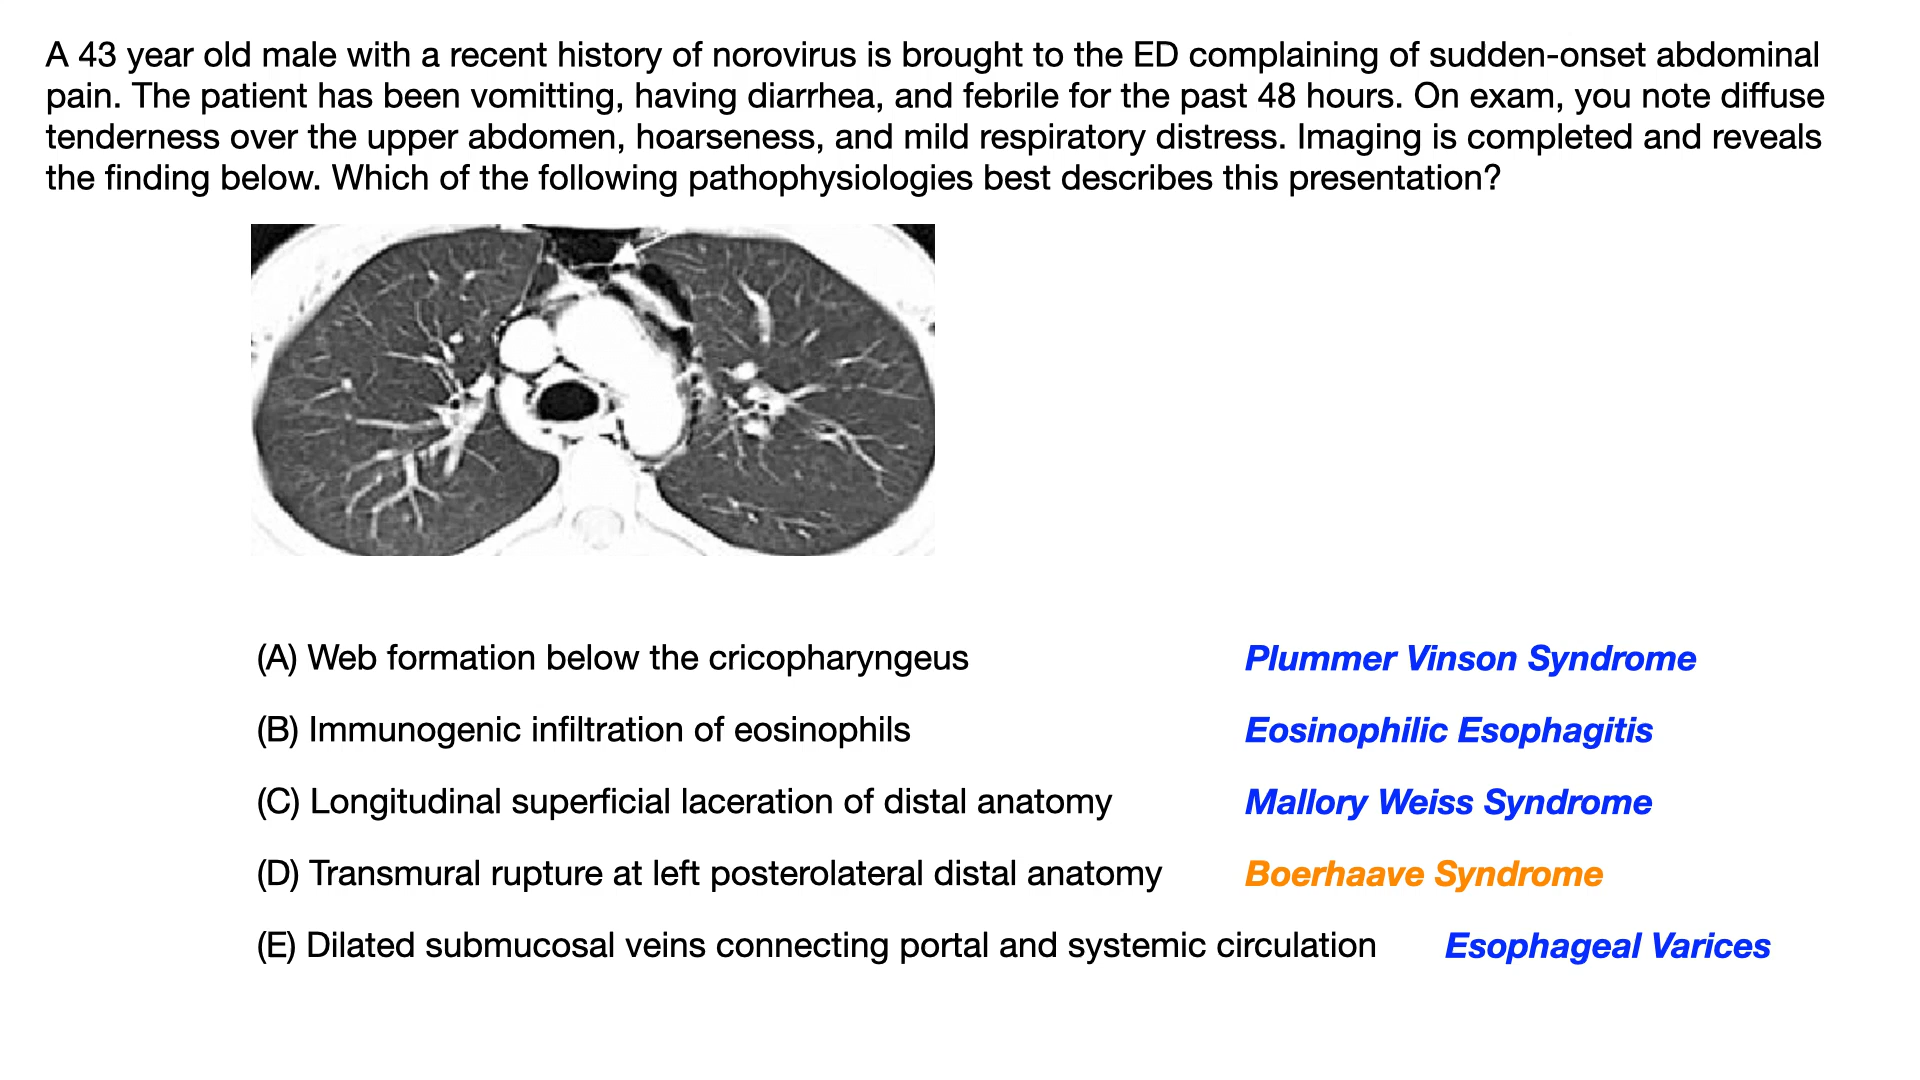 A 43 year old male with a recent history of norovirus is brought to the ED complaining of sudden-onset abdominal
pain. The patient has been vomitting, having diarrhea, and febrile for the past 48 hours. On exam, you note diffuse
tenderness over the upper abdomen, hoarseness, and mild respiratory distress. Imaging is completed and reveals
the finding below. Which of the following pathophysiologies best describes this presentation?
(A) Web formation below the cricopharyngeus Plummer Vinson Syndrome
(B) Immunogenic infiltration of eosinophils Eosinophilic Esophagitis
(C) Longitudinal superficial laceration of distal anatomy Mallory Weiss Syndrome
(D) Transmural rupture at left posterolateral distal anatomy Boerhaave Syndrome
(E) Dilated submucosal veins connecting portal and systemic circulation Esophageal Varices